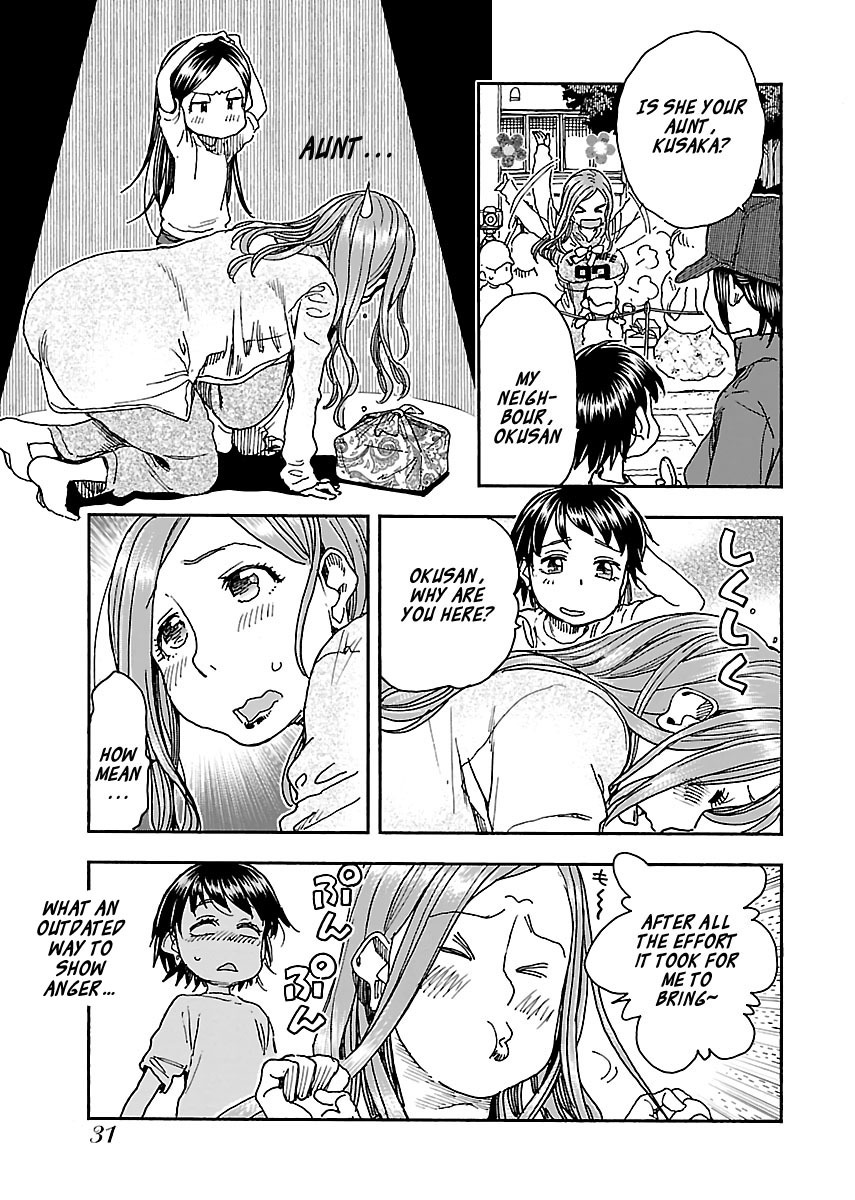 IS SHE YOUR
AUNT,
KUSAKA?
99
MY
NEIGH-
BOUR,
OKUSAN
AUNT...
しくしく
OKUSAN,
WHY ARE
YOU HERE?
HOW
MEAN
...
AFTER ALL
THE EFFORT
IT TOOK FOR
ME TO
BRING~
ぷんぷん
WHAT AN
OUTDATED
WAY TO
SHOW
ANGER...
31